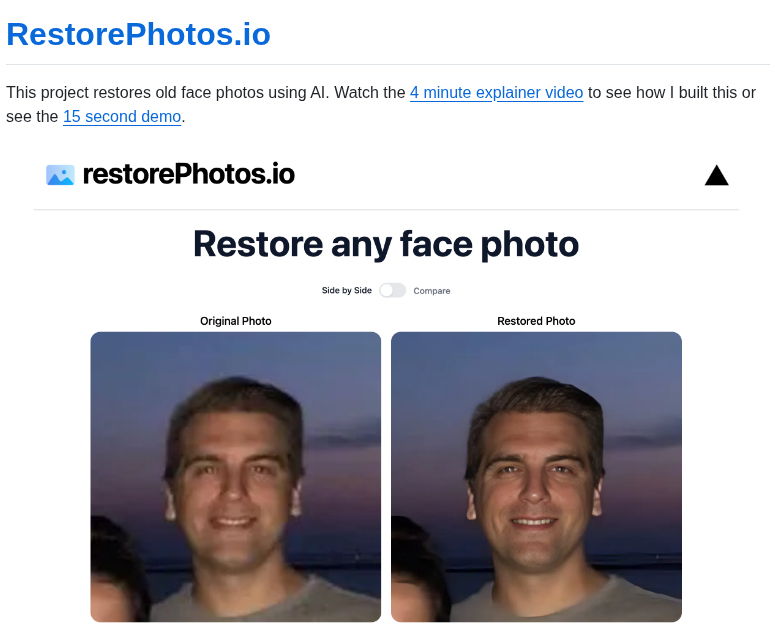 RestorePhotos.io
This project restores old face photos using AI. Watch the 4 minute explainer video to see how I built this or
see the 15 second demo.
restorePhotos.io
Restore any face photo
Side by Side Compare
Original Photo Restored Photo